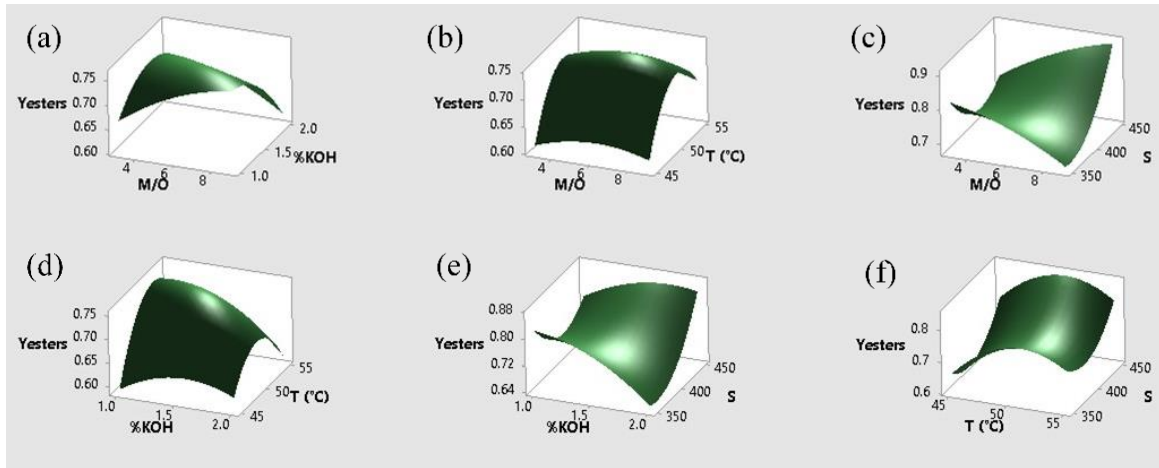 (a)
0.75
Yesters 0.70
0.65
0.60
4 6 8
M/O
1.0 1.5 2.0
%KOH
(b)
0.75
Yesters 0.70
0.65
0.60
4 6 8
M/O
45 50 55
T (°C)
(c)
0.9
Yesters 0.8
0.7
4 6 8
M/O
350 400 450
S
(d)
0.75
Yesters 0.70
0.65
0.60
1.0 1.5 2.0
%KOH
45 50 55
T (°C)
(e)
0.88
Yesters 0.80
0.72
0.64
1.0 1.5 2.0
%KOH
350 400 450
S
(f)
0.8
Yesters 0.7
0.6
45 50 55
T (°C)
350 400 450
S